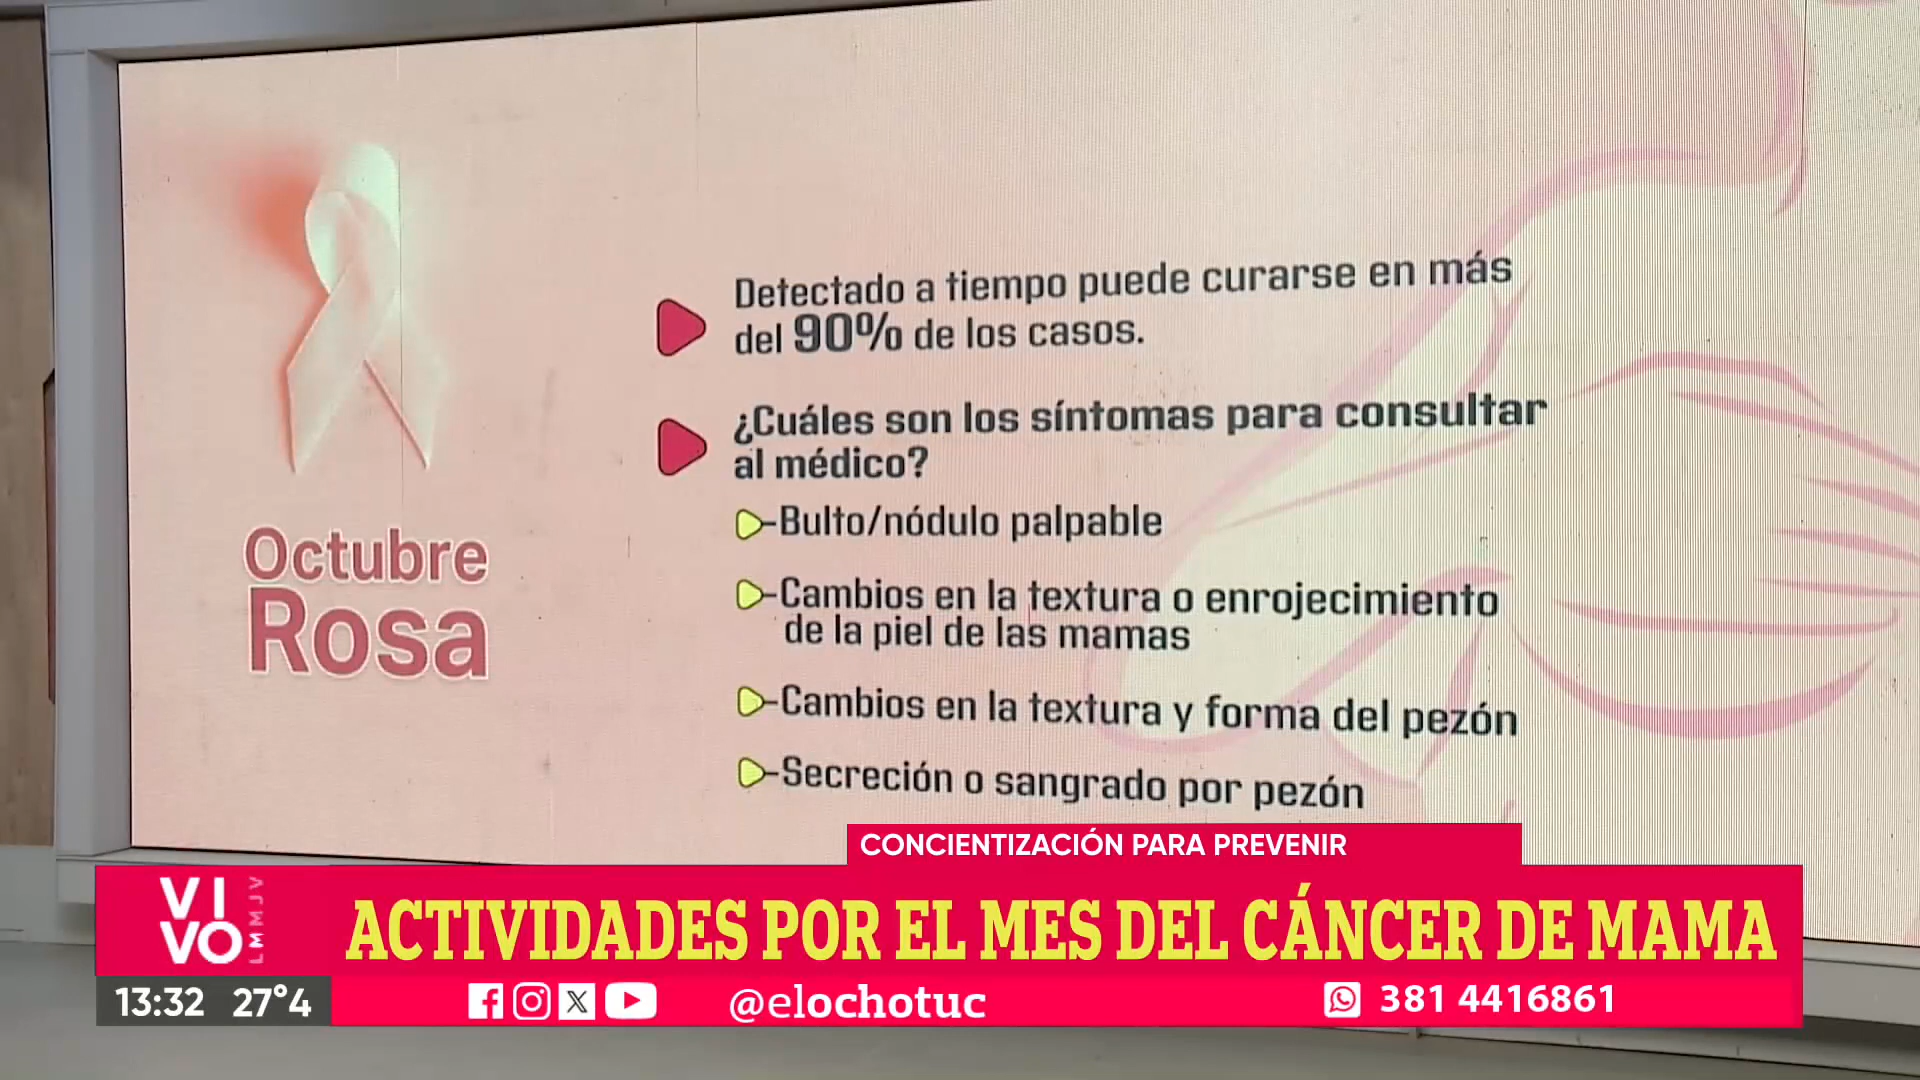 Detectado a tiempo puede curarse en más
del 90% de los casos.
¿Cuáles son los síntomas para consultar
al médico?
-Bulto/nódulo palpable
-Cambios en la textura o enrojecimiento
de la piel de las mamas
-Cambios en la textura y forma del pezón
-Secreción o sangrado por pezón
Octubre
Rosa
CONCIENTIZACIÓN PARA PREVENIR
VI
VO
LMMJV
ACTIVIDADES POR EL MES DEL CÁNCER DE MAMA
13:32 27°4
@elochotuc
381 4416861